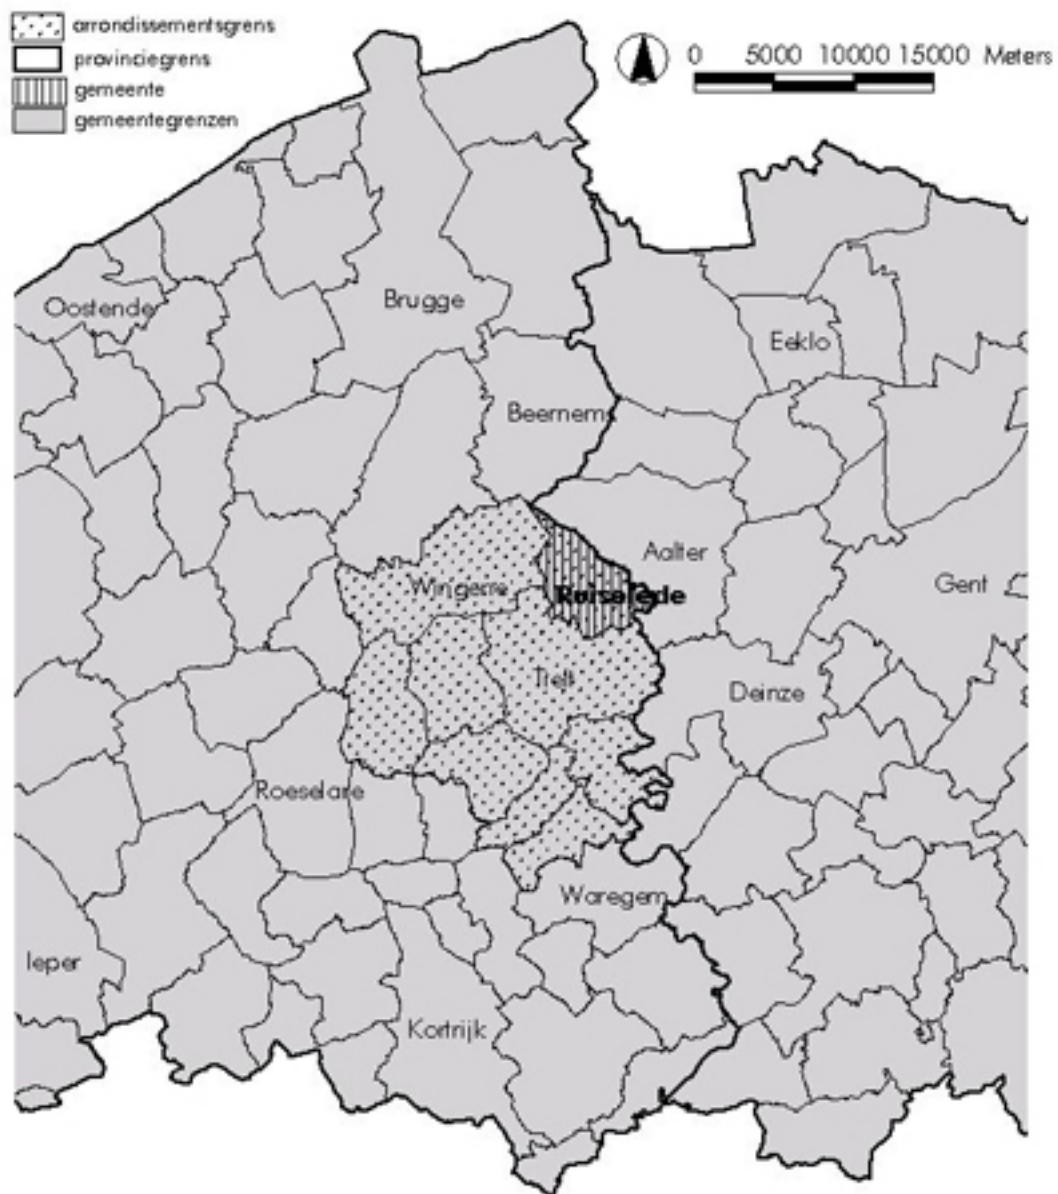 arrondissementsgrens
provinciegrens
gemeente
gemeentegrenzen
0 5000 10000 15000 Meters
Oostende
Brugge
Eeklo
Beernem
Aalter
Wingene
Ruiselede
Gent
Tielt
Deinze
Roeselare
Waregem
Ieper
Kortrijk